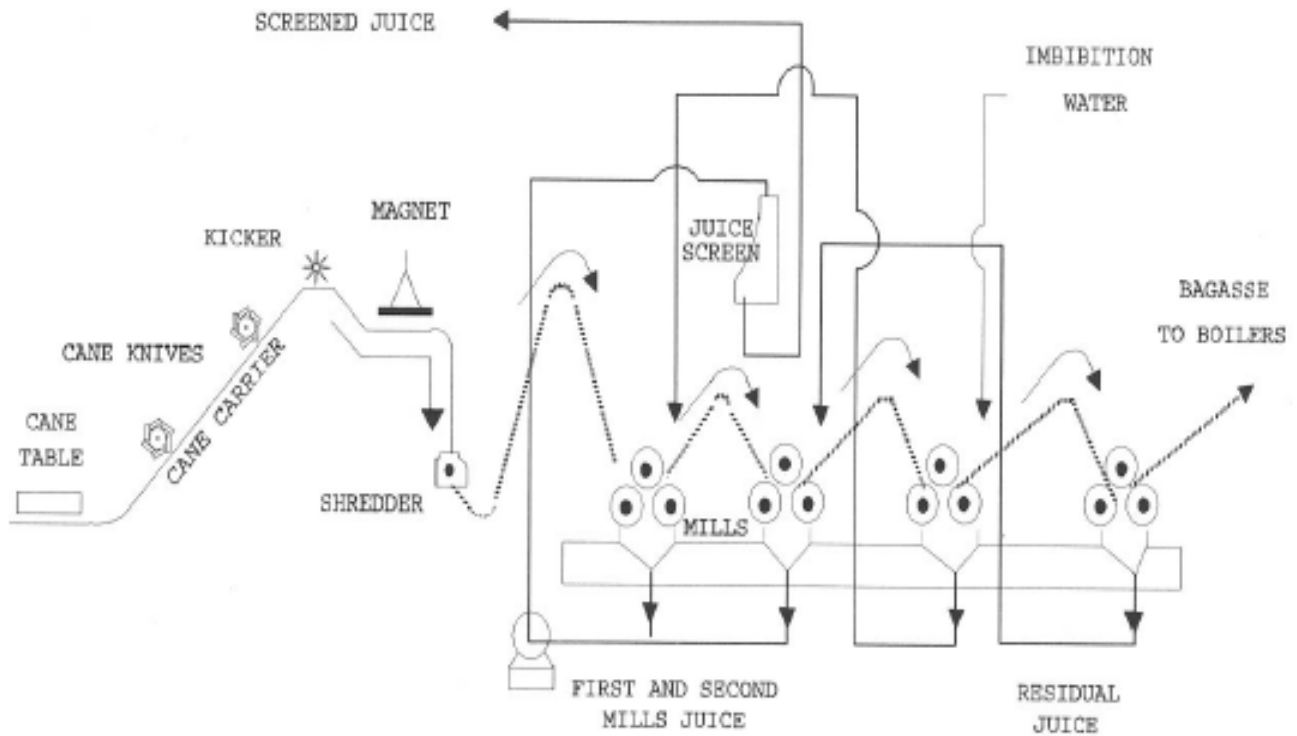 SCREENED JUICE
IMBIBITION
WATER
MAGNET
KICKER
JUICE
SCREEN
BAGASSE
TO BOILERS
CANE KNIVES
CANE CARRIER
CANE
TABLE
SHREDDER
MILLS
FIRST AND SECOND
MILLS JUICE
RESIDUAL
JUICE